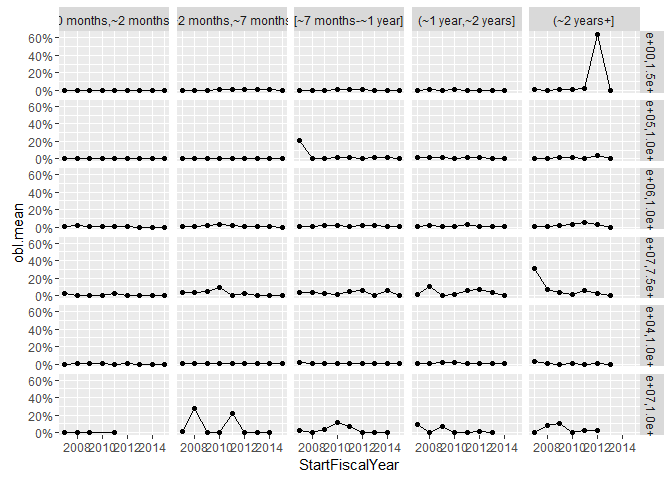 0 months,~2 months
2 months,~7 months
[~7 months-~1 year]
(~1 year,~2 years]
(~2 years+]
60%
40%
20%
0%
e+00,1.5e+
60%
40%
20%
0%
e+05,1.0e+
60%
40%
20%
0%
e+06,1.0e+
60%
40%
20%
0%
e+07,7.5e+
60%
40%
20%
0%
e+04,1.0e+
60%
40%
20%
0%
e+07,1.0e+
obl.mean
2008 2010 2012 2014 2008 2010 2012 2014 2008 2010 2012 2014 2008 2010 2012 2014 2008 2010 2012 2014
StartFiscalYear